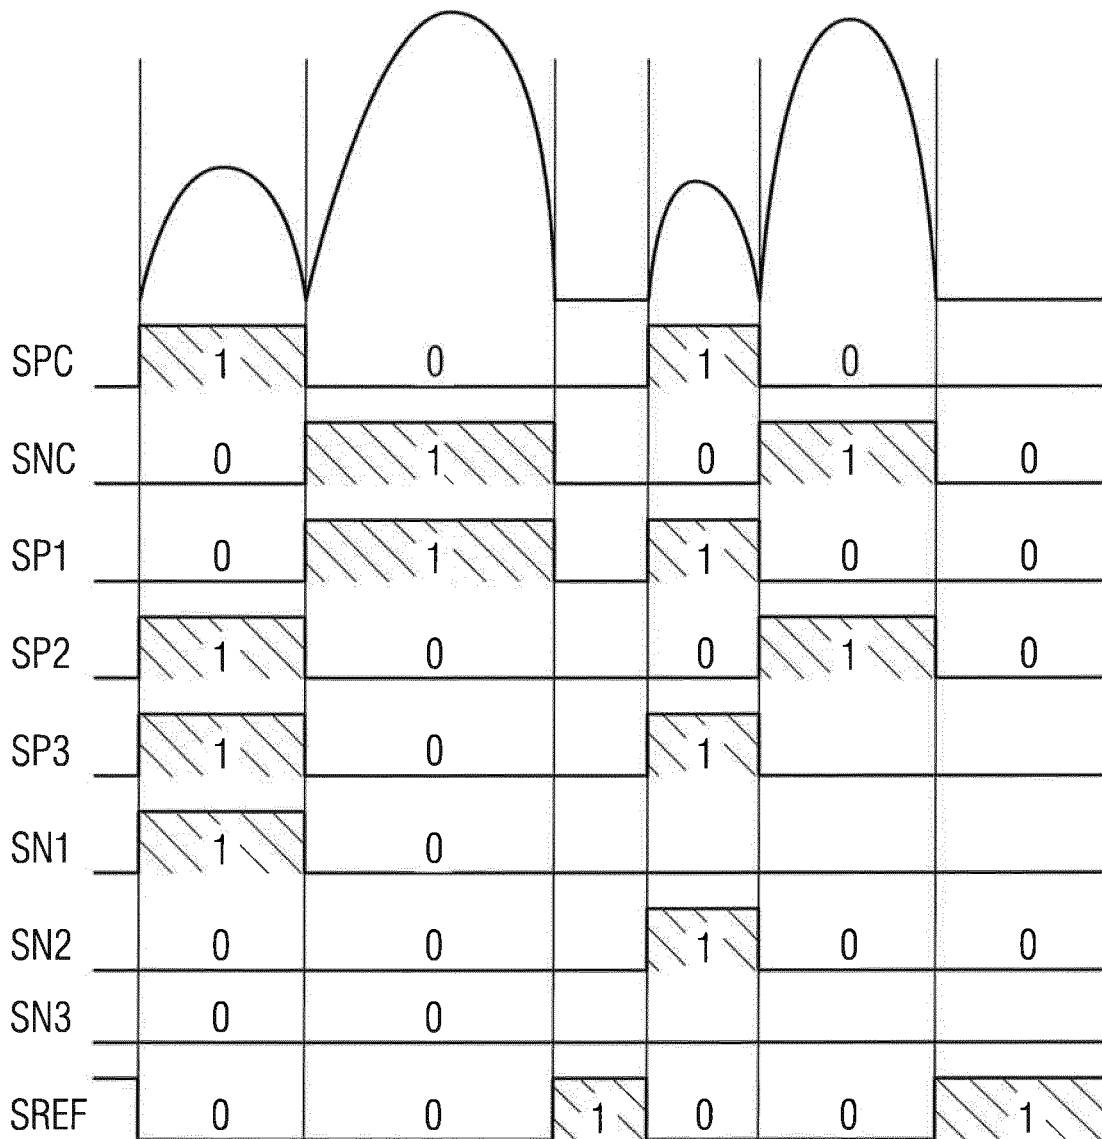 SPC 1 0 1 0
SNC 0 1 0 1 0
SP1 0 1 1 0 0
SP2 1 0 0 1 0
SP3 1 0 1
SN1 1 0
SN2 0 0 1 0 0
SN3 0 0
SREF 0 0 1 0 0 1